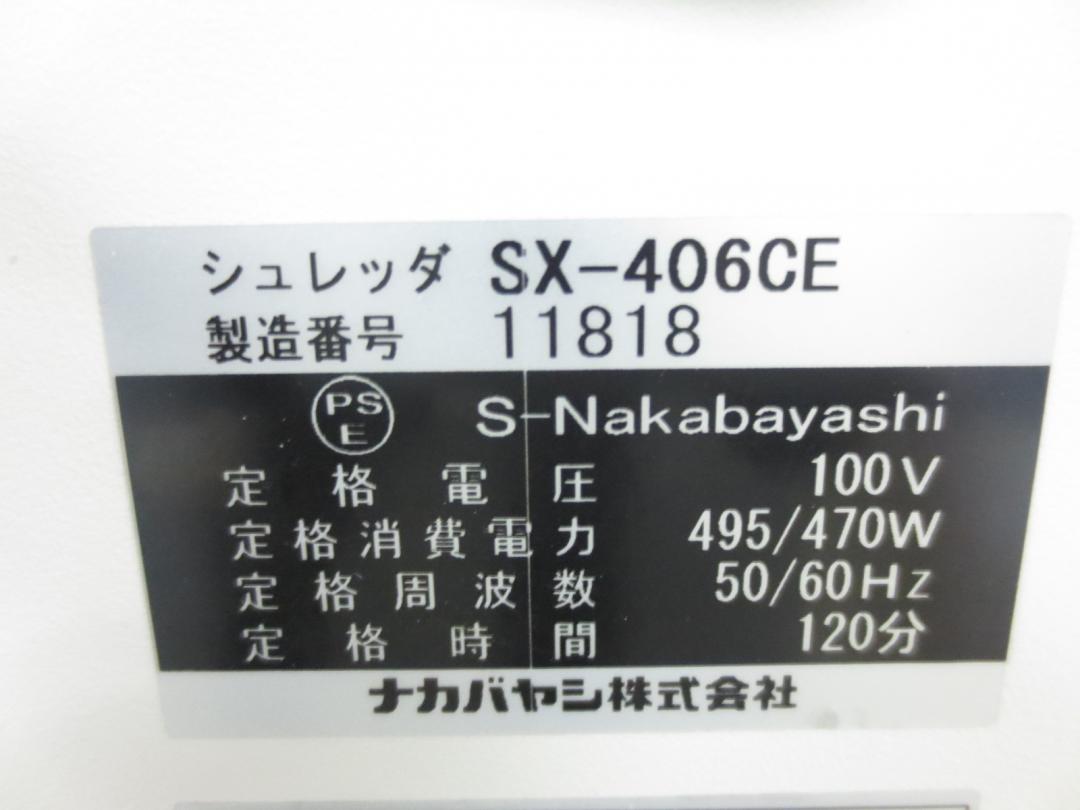 シュレッダ SX-406CE
製造番号 11818
PSE S-Nakabayashi
定格電圧 100V
定格消費電力 495/470W
定格周波数 50/60Hz
定格時間 120分
ナカバヤシ株式会社